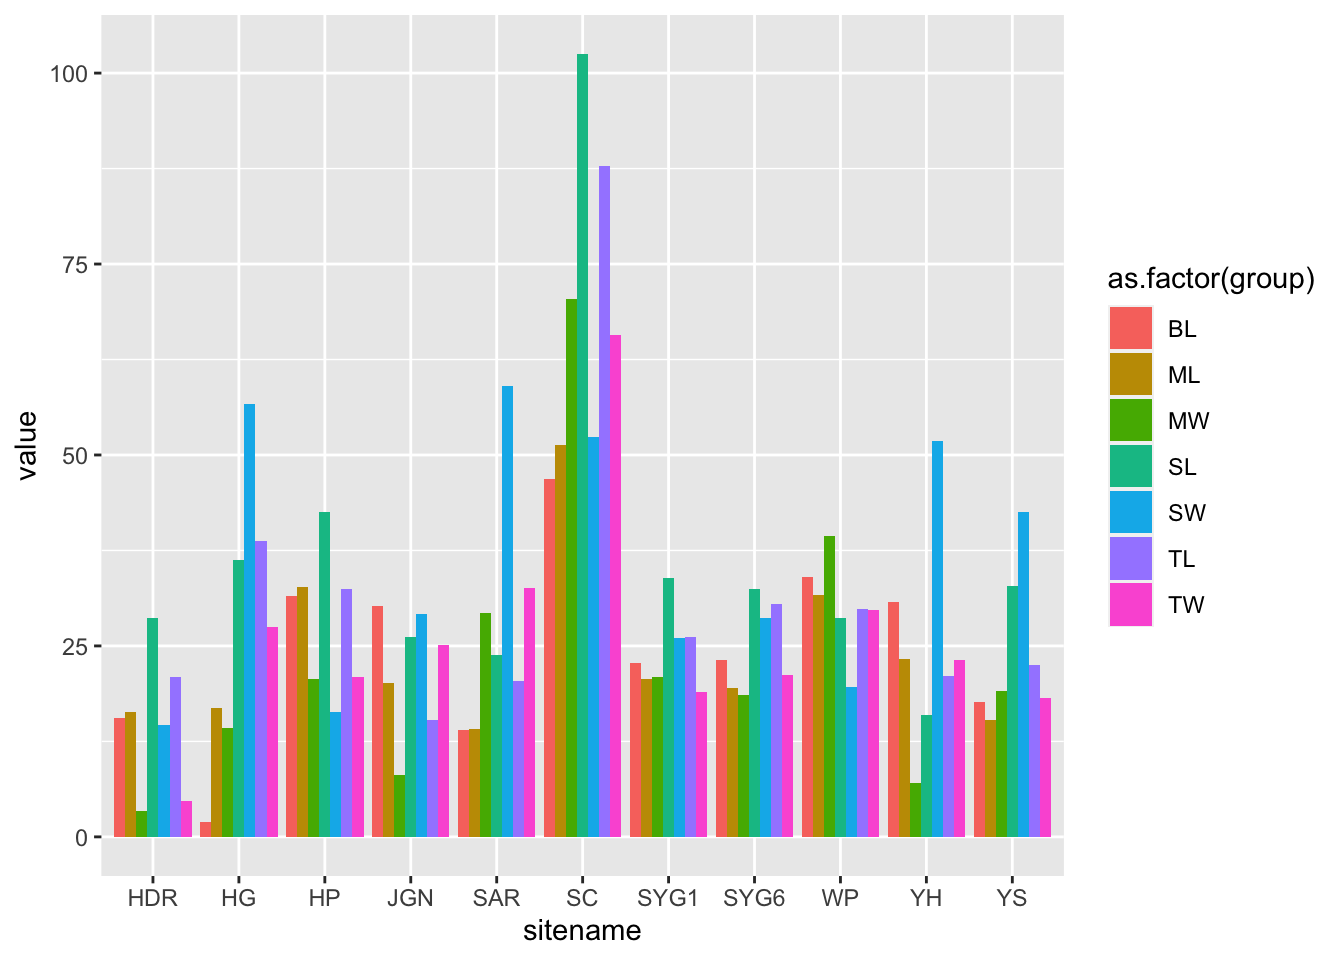 100
75
50
25
0
value
HDR HG HP JGN SAR SC SYG1 SYG6 WP YH YS
sitename
as.factor(group)
BL
ML
MW
SL
SW
TL
TW